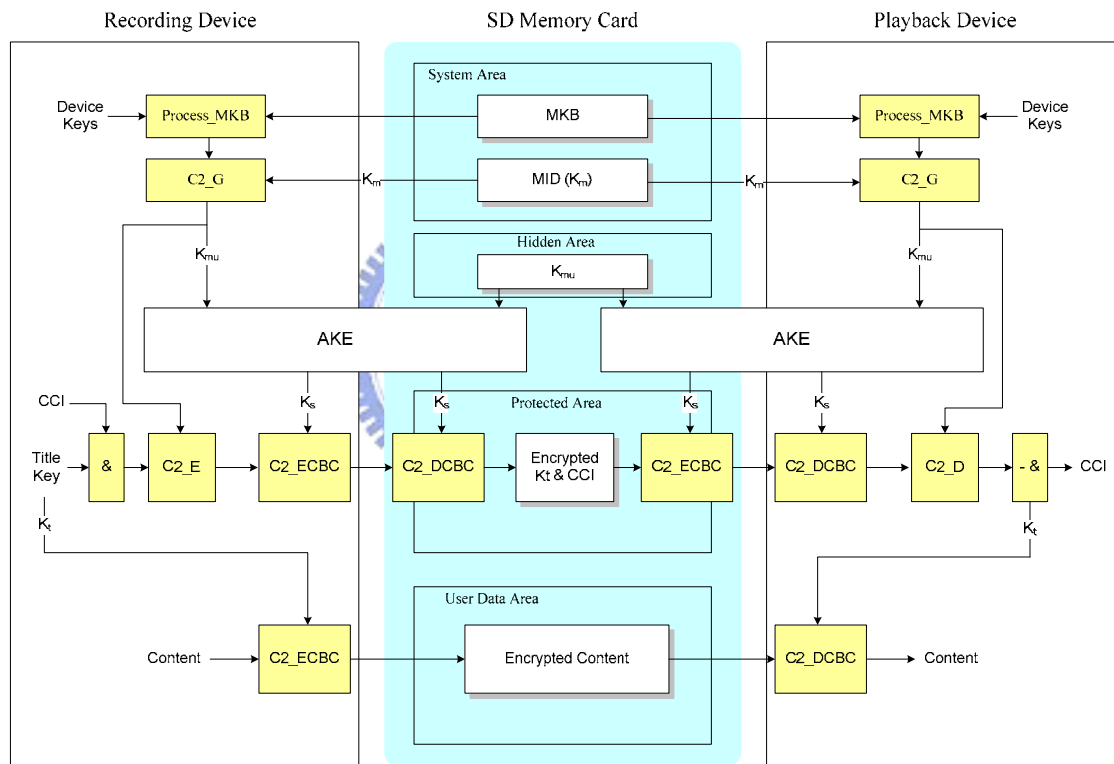 Recording Device
SD Memory Card
Playback Device
System Area
Device
Keys
Process_MKB
MKB
Process_MKB
Device
Keys
C2_G
Km
MID (Km)
Km
C2_G
Hidden Area
Kmu
Kmu
Kmu
AKE
AKE
CCI
Ks
Ks
Protected Area
Ks
Ks
Title
Key
&
C2_E
C2_ECBC
C2_DCBC
Encrypted
Kt & CCI
C2_ECBC
C2_DCBC
C2_D
- &
CCI
Kt
Kt
User Data Area
Content
C2_ECBC
Encrypted Content
C2_DCBC
Content